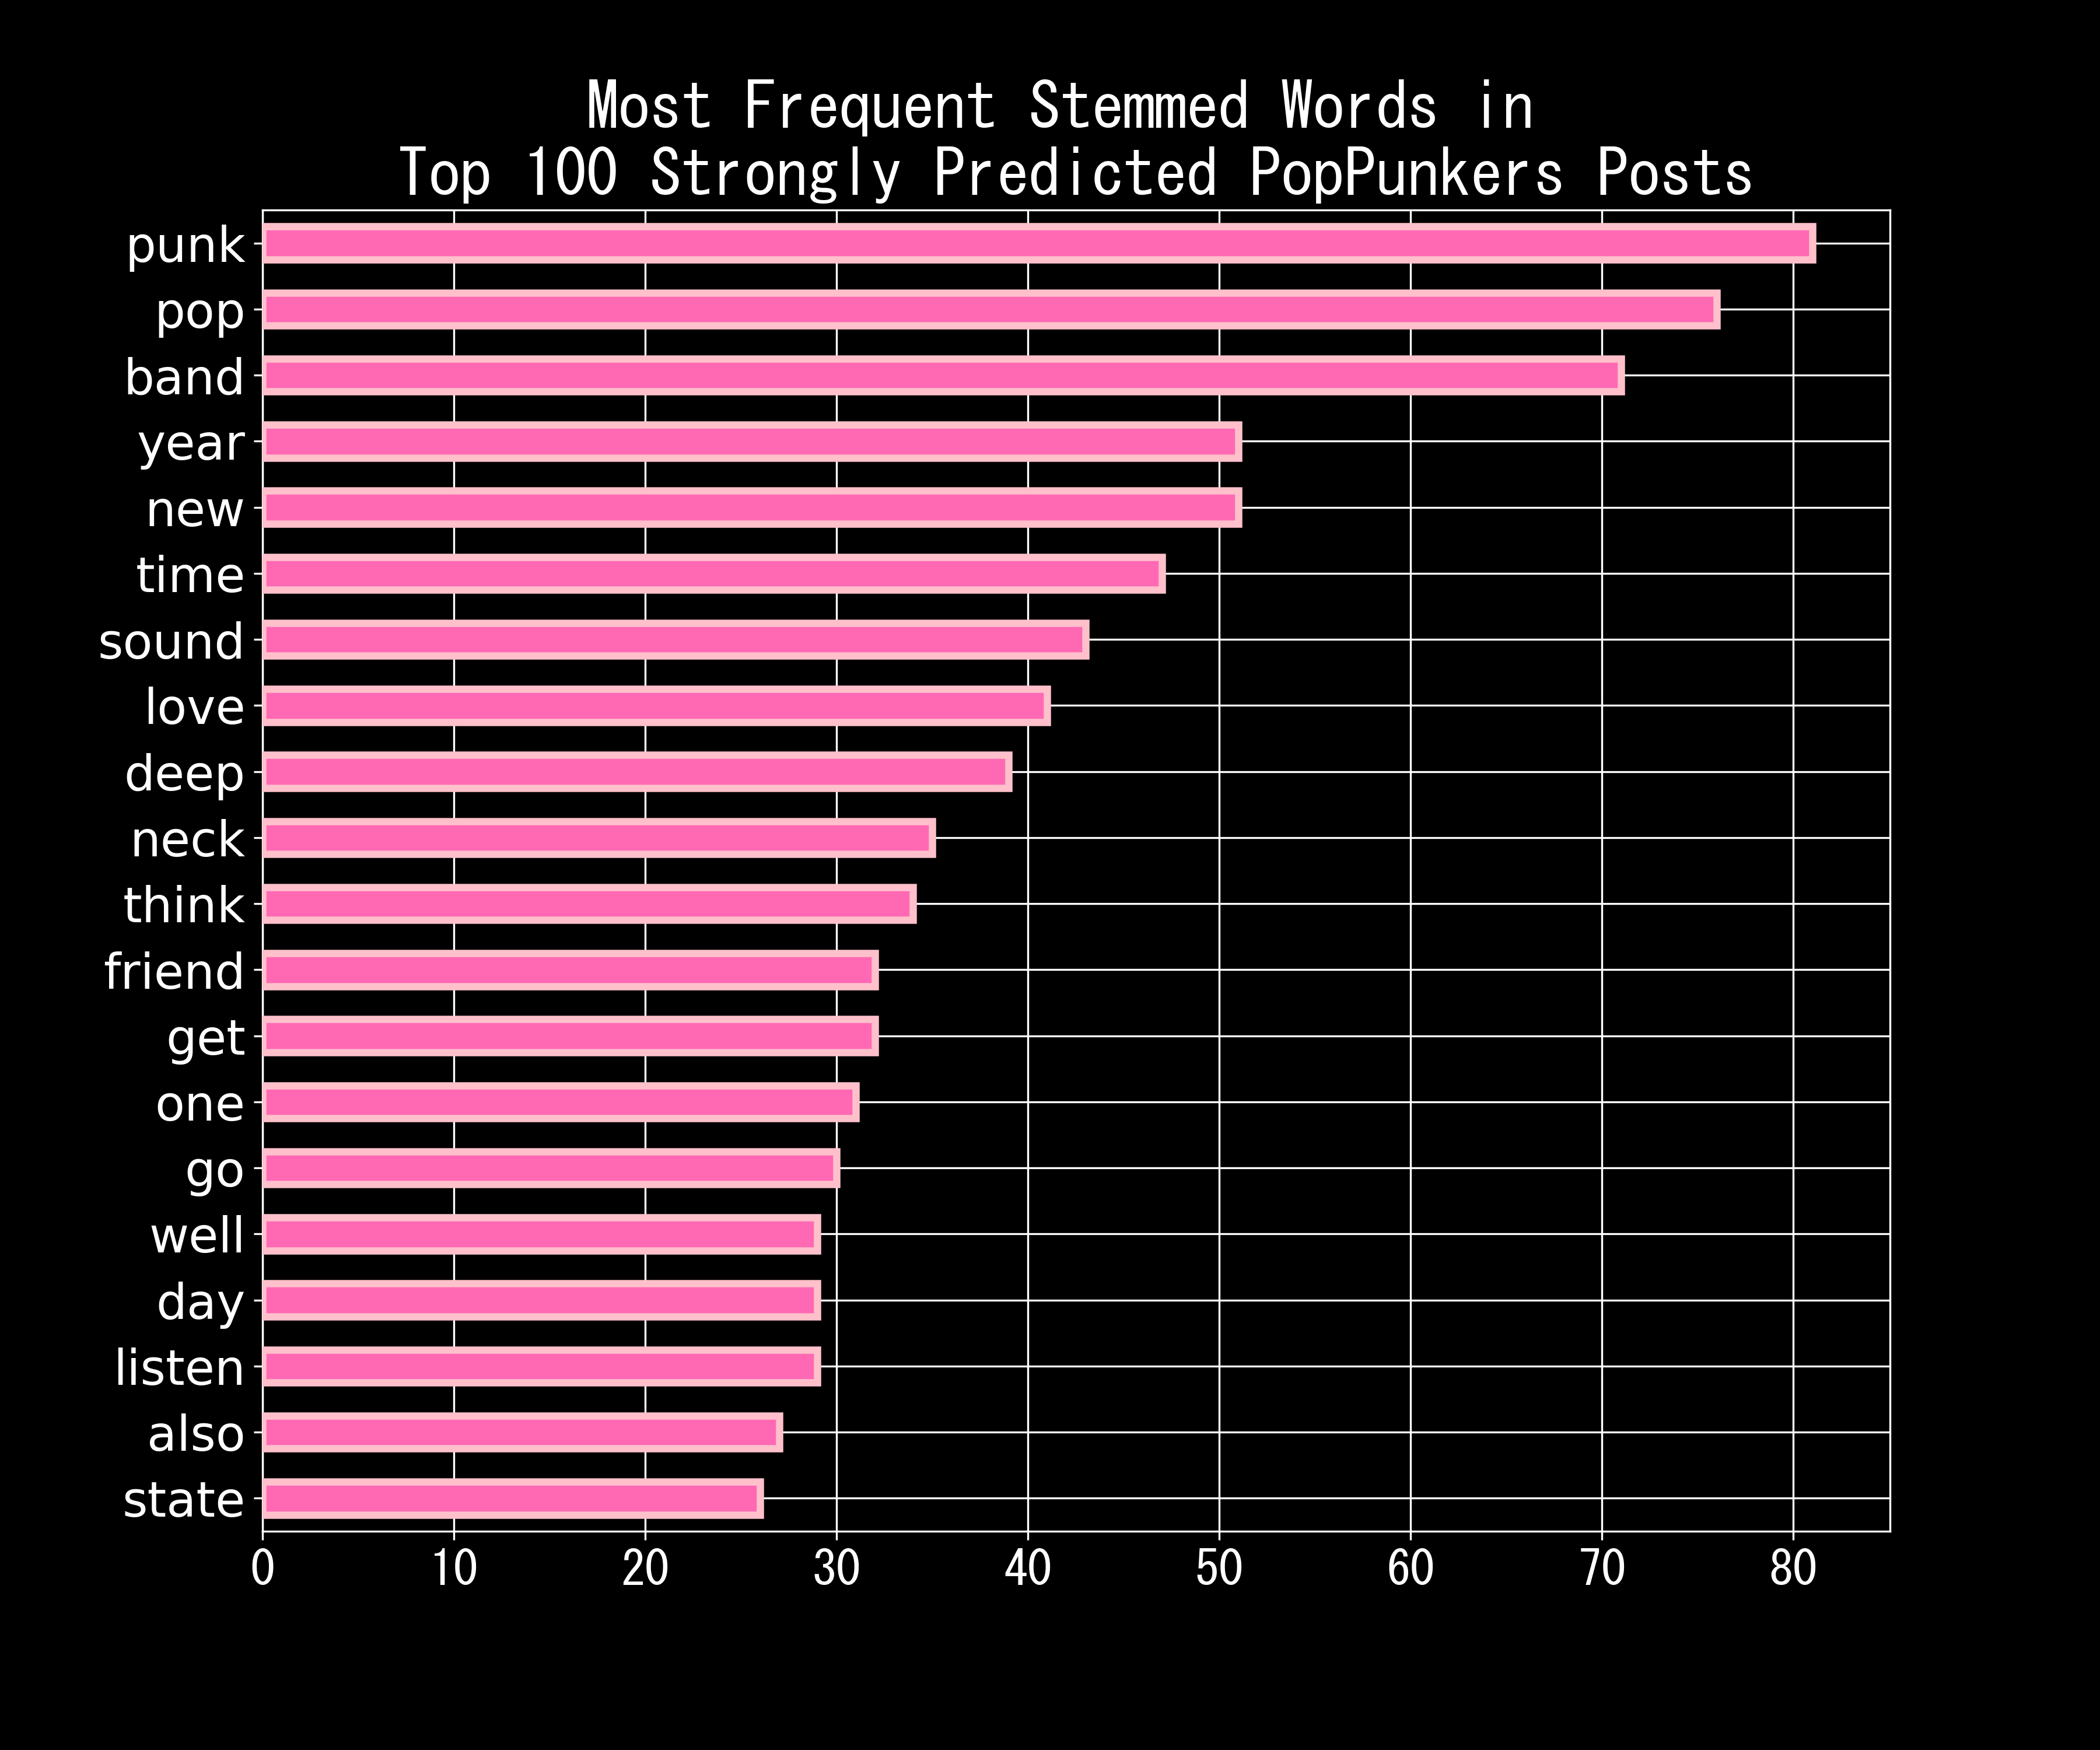 Most Frequent Stemmed Words in
Top 100 Strongly Predicted PopPunkers Posts
punk
pop
band
year
new
time
sound
love
deep
neck
think
friend
get
one
go
well
day
listen
also
state
0 10 20 30 40 50 60 70 80